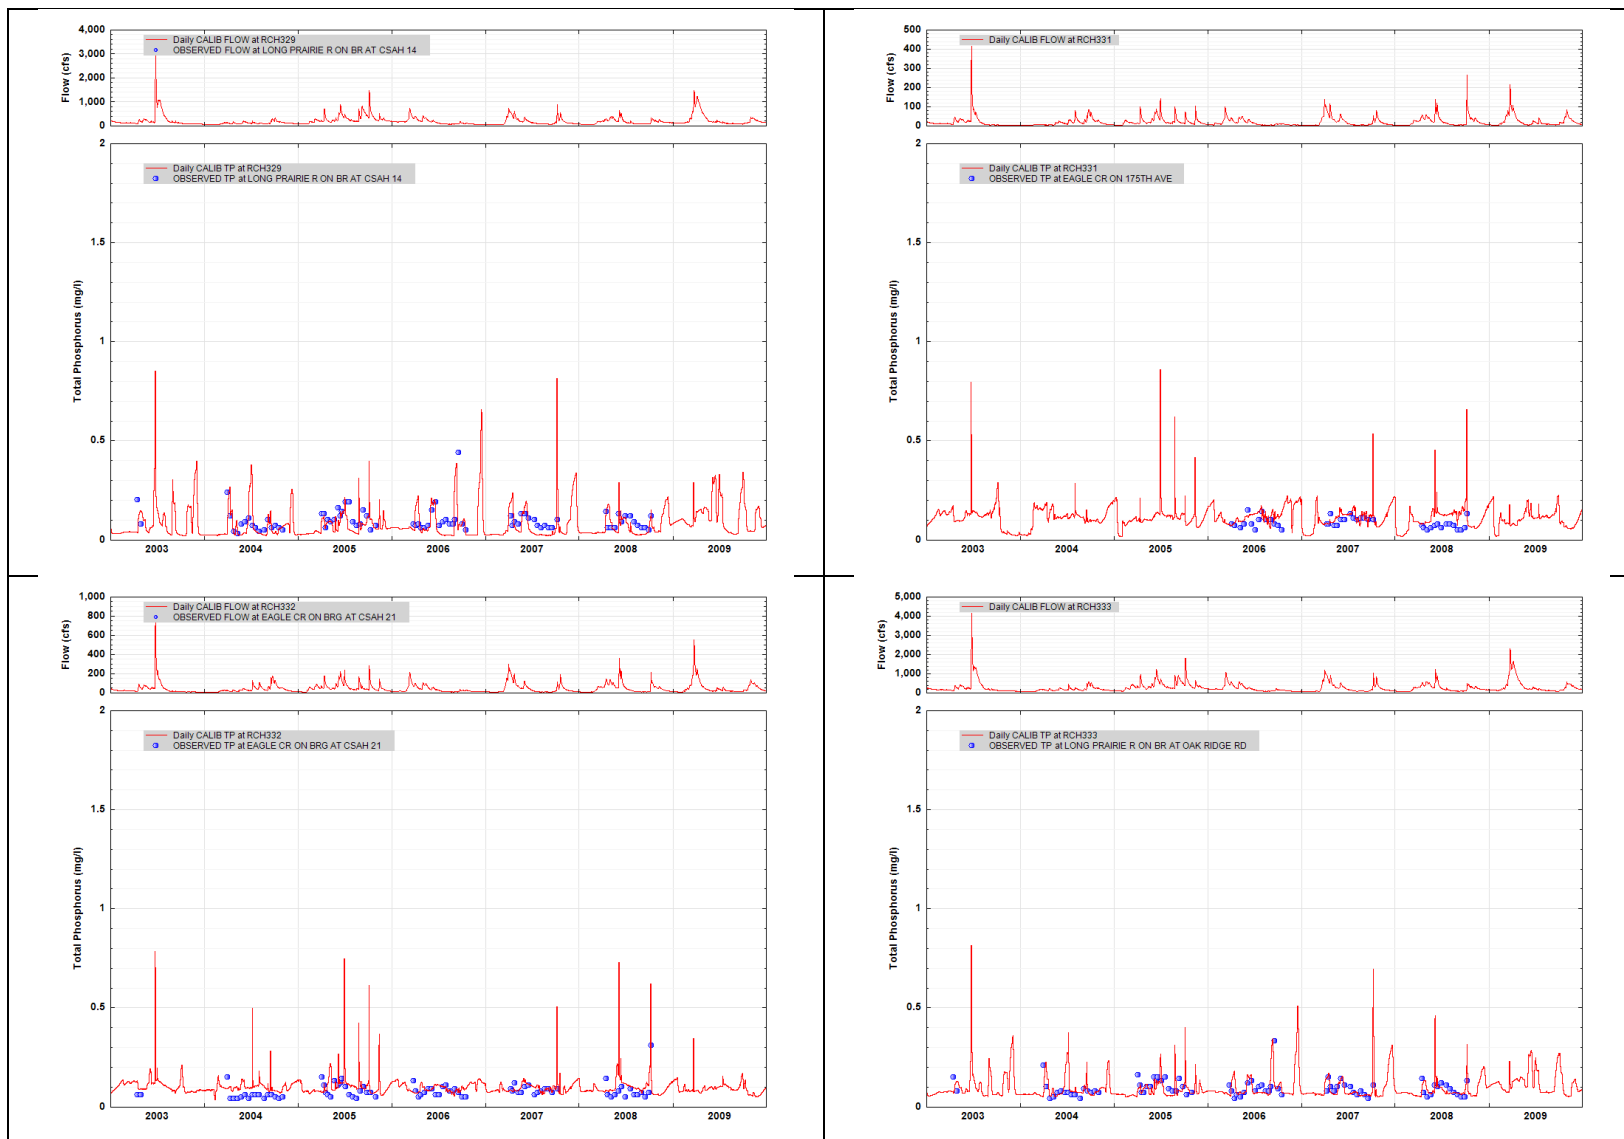 4,000
3,000
2,000
1,000
0
Flow (cfs)
Daily CALIB FLOW at RCH329
OBSERVED FLOW at LONG PRAIRIE R ON BR AT CSAH 14
2
1.5
1
0.5
0
Total Phosphorus (mg/l)
Daily CALIB TP at RCH329
OBSERVED TP at LONG PRAIRIE R ON BR AT CSAH 14
2003 2004 2005 2006 2007 2008 2009
500
400
300
200
100
0
Flow (cfs)
Daily CALIB FLOW at RCH331
2
1.5
1
0.5
0
Total Phosphorus (mg/l)
Daily CALIB TP at RCH331
OBSERVED TP at EAGLE CR ON 175TH AVE
2003 2004 2005 2006 2007 2008 2009
1,000
800
600
400
200
0
Flow (cfs)
Daily CALIB FLOW at RCH332
OBSERVED FLOW at EAGLE CR ON BRG AT CSAH 21
2
1.5
1
0.5
0
Total Phosphorus (mg/l)
Daily CALIB TP at RCH332
OBSERVED TP at EAGLE CR ON BRG AT CSAH 21
2003 2004 2005 2006 2007 2008 2009
5,000
4,000
3,000
2,000
1,000
0
Flow (cfs)
Daily CALIB FLOW at RCH333
2
1.5
1
0.5
0
Total Phosphorus (mg/l)
Daily CALIB TP at RCH333
OBSERVED TP at LONG PRAIRIE R ON BR AT OAK RIDGE RD
2003 2004 2005 2006 2007 2008 2009